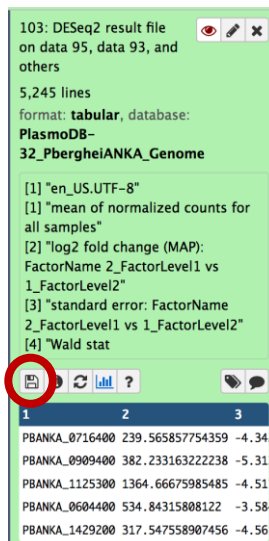 103: DESeq2 result file
on data 95, data 93, and
others
5,245 lines
format: tabular, database:
PlasmoDB-
32_PbergheiANKA_Genome
[1] "en_US.UTF-8"
[1] "mean of normalized counts for
all samples"
[2] "log2 fold change (MAP):
FactorName 2_FactorLevel1 vs
1_FactorLevel2"
[3] "standard error: FactorName
2_FactorLevel1 vs 1_FactorLevel2"
[4] "Wald stat
?
1 2 3
PBANKA_0716400 239.565857754359 -4.34
PBANKA_0909400 382.233163222238 -5.31
PBANKA_1125300 1364.66675985485 -4.51
PBANKA_0604400 534.84315808122 -3.58
PBANKA_1429200 317.547558907456 -4.56